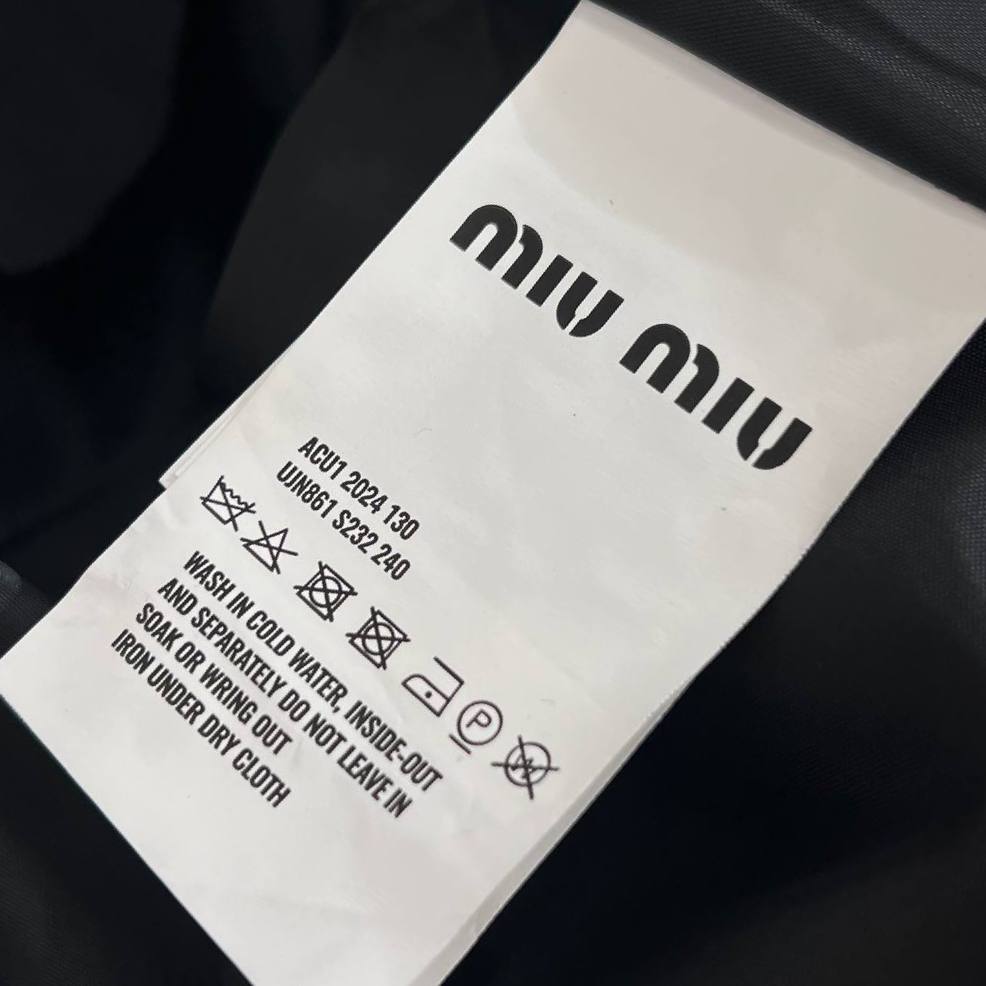 MIU MIU
ACU1 2024 130
UJN861 S232 240
P
WASH IN COLD WATER, INSIDE-OUT
AND SEPARATELY DO NOT LEAVE IN
SOAK OR WRING OUT
IRON UNDER DRY CLOTH